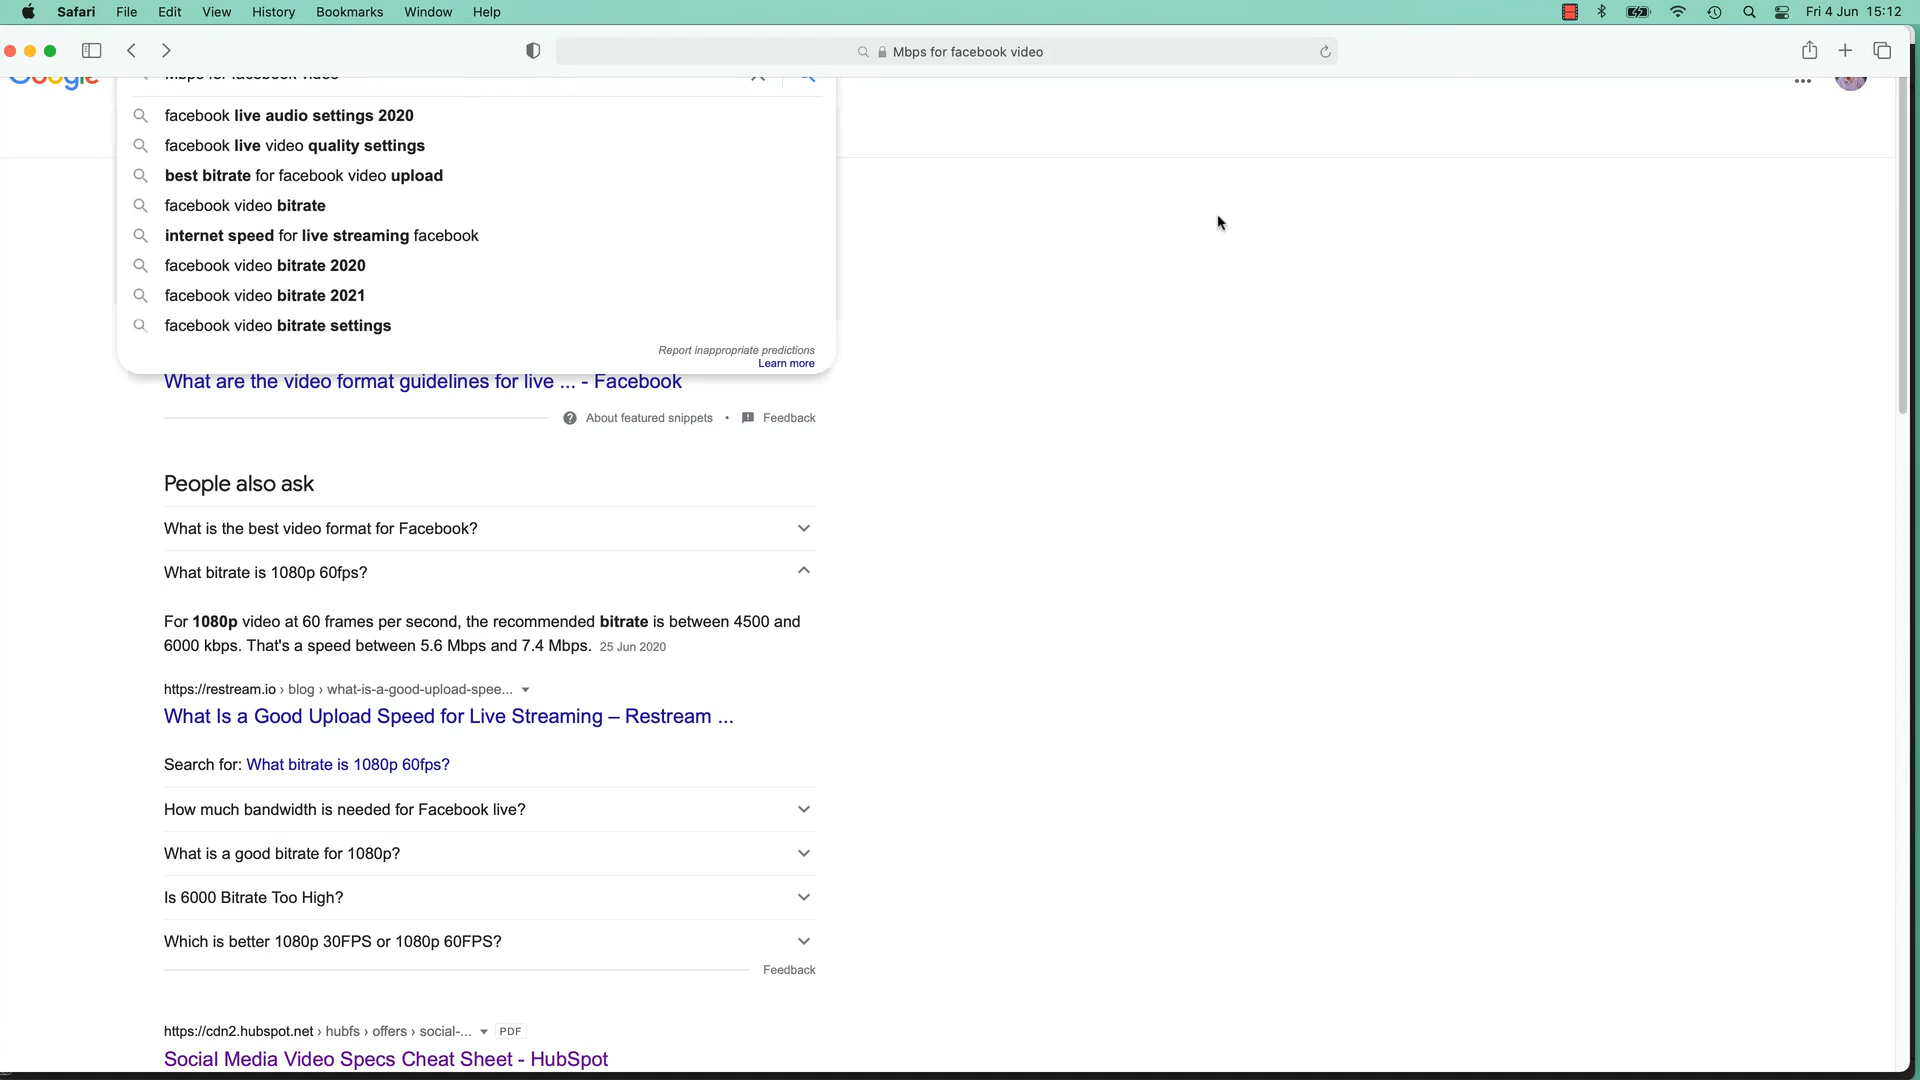 Safari File Edit View History Bookmarks Window Help Fri 4 Jun 15:12
Mbps for facebook video
Google Mbps for facebook video
facebook live audio settings 2020
facebook live video quality settings
best bitrate for facebook video upload
facebook video bitrate
internet speed for live streaming facebook
facebook video bitrate 2020
facebook video bitrate 2021
facebook video bitrate settings
Report inappropriate predictions
Learn more
What are the video format guidelines for live ... - Facebook
About featured snippets • Feedback
People also ask
What is the best video format for Facebook?
What bitrate is 1080p 60fps?
For 1080p video at 60 frames per second, the recommended bitrate is between 4500 and
6000 kbps. That's a speed between 5.6 Mbps and 7.4 Mbps. 25 Jun 2020
https://restream.io › blog › what-is-a-good-upload-spee...
What Is a Good Upload Speed for Live Streaming – Restream ...
Search for: What bitrate is 1080p 60fps?
How much bandwidth is needed for Facebook live?
What is a good bitrate for 1080p?
Is 6000 Bitrate Too High?
Which is better 1080p 30FPS or 1080p 60FPS?
Feedback
https://cdn2.hubspot.net › hubfs › offers › social-... PDF
Social Media Video Specs Cheat Sheet - HubSpot